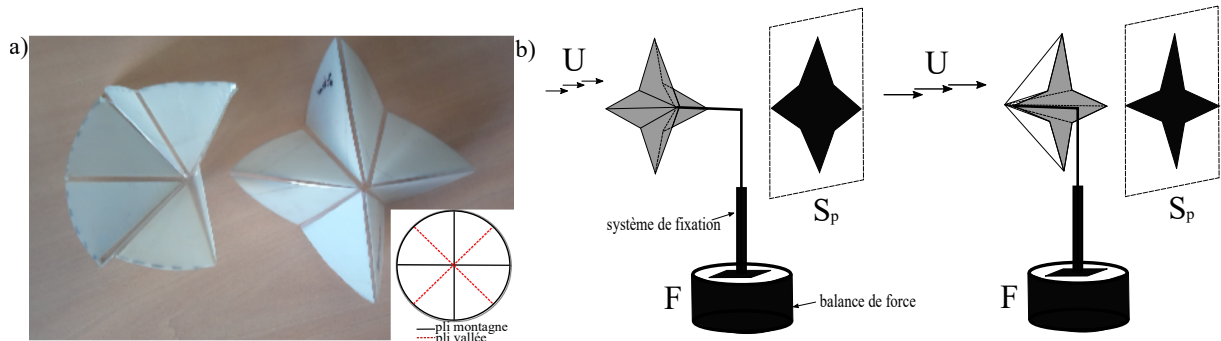 a)
pli montagne
pli vallée
b)
U
Sp
système de fixation
F
balance de force
U
Sp
F